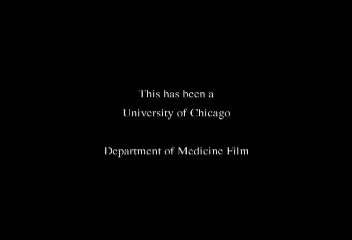 This has been a
University of Chicago
Department of Medicine Film